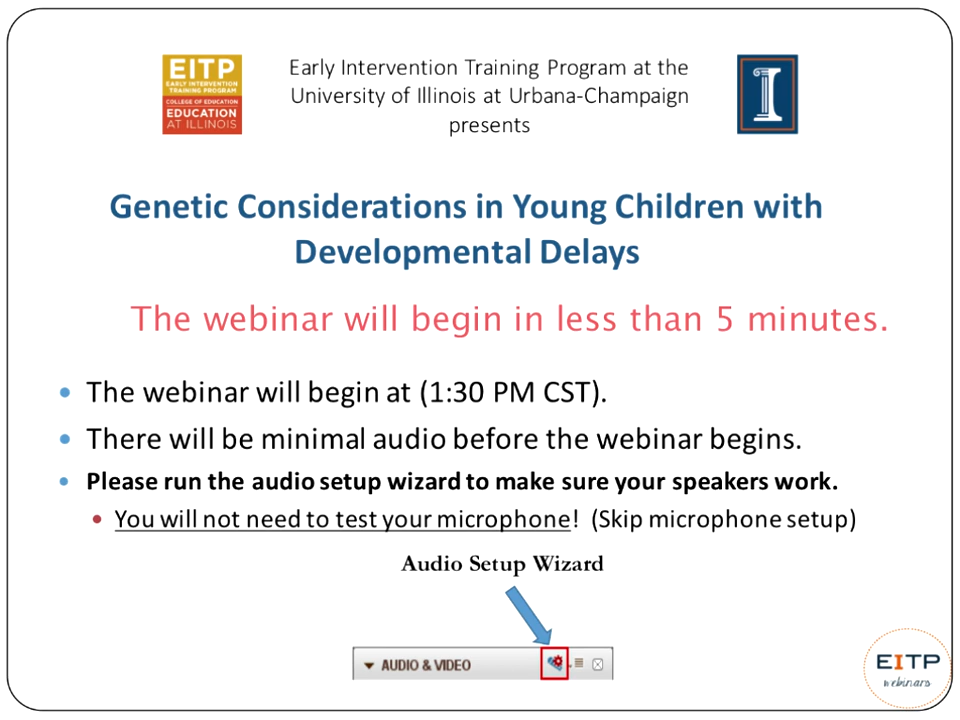 EITP
EARLY INTERVENTION
TRAINING PROGRAM
COLLEGE OF EDUCATION
EDUCATION
AT ILLINOIS
Early Intervention Training Program at the
University of Illinois at Urbana-Champaign
presents
I
Genetic Considerations in Young Children with
Developmental Delays
The webinar will begin in less than 5 minutes.
• The webinar will begin at (1:30 PM CST).
• There will be minimal audio before the webinar begins.
• Please run the audio setup wizard to make sure your speakers work.
• You will not need to test your microphone! (Skip microphone setup)
Audio Setup Wizard
AUDIO & VIDEO
EITP
webinars